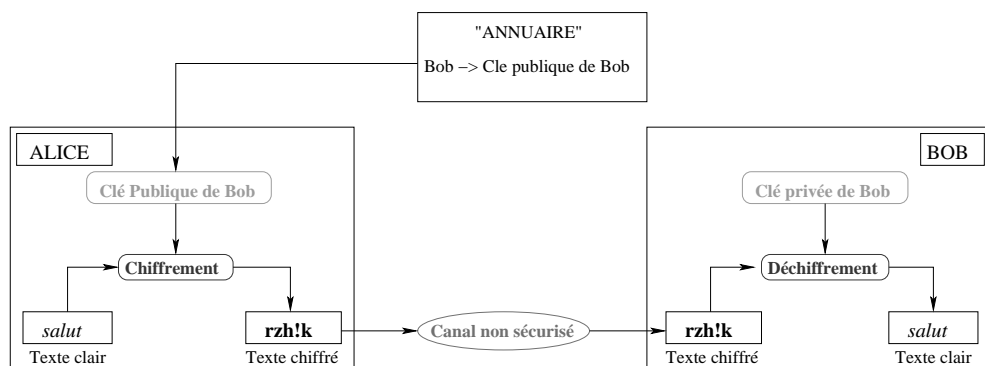 "ANNUAIRE"
Bob −> Cle publique de Bob
ALICE
Clé Publique de Bob
Chiffrement
salut
Texte clair
rzh!k
Texte chiffré
Canal non sécurisé
BOB
Clé privée de Bob
Déchiffrement
rzh!k
Texte chiffré
salut
Texte clair